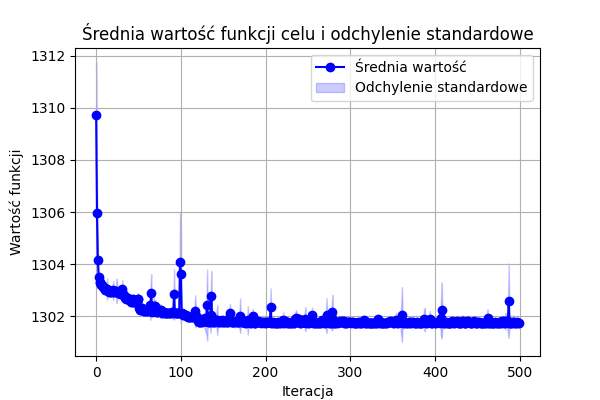 Średnia wartość funkcji celu i odchylenie standardowe
Średnia wartość
Odchylenie standardowe
Wartość funkcji
1312
1310
1308
1306
1304
1302
0 100 200 300 400 500
Iteracja